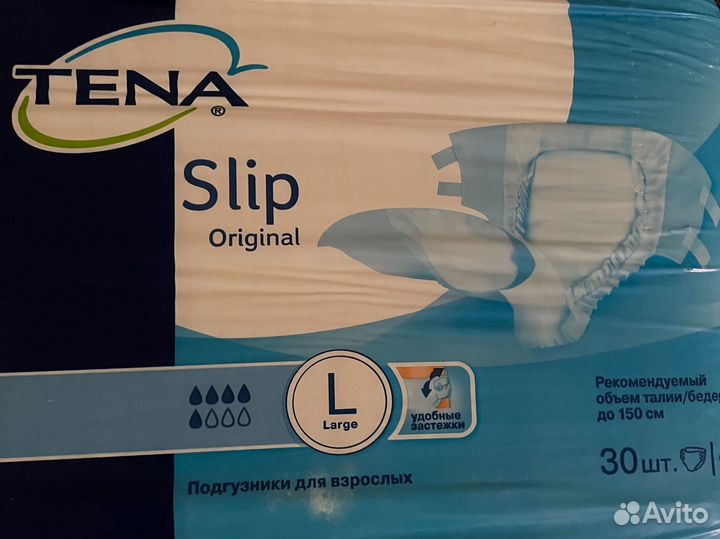 TENA®
Slip
Original
L
Large
удобные
застежки
Рекомендуемый
объем талии/бедер
до 150 см
30 шт.
Подгузники для взрослых
Avito